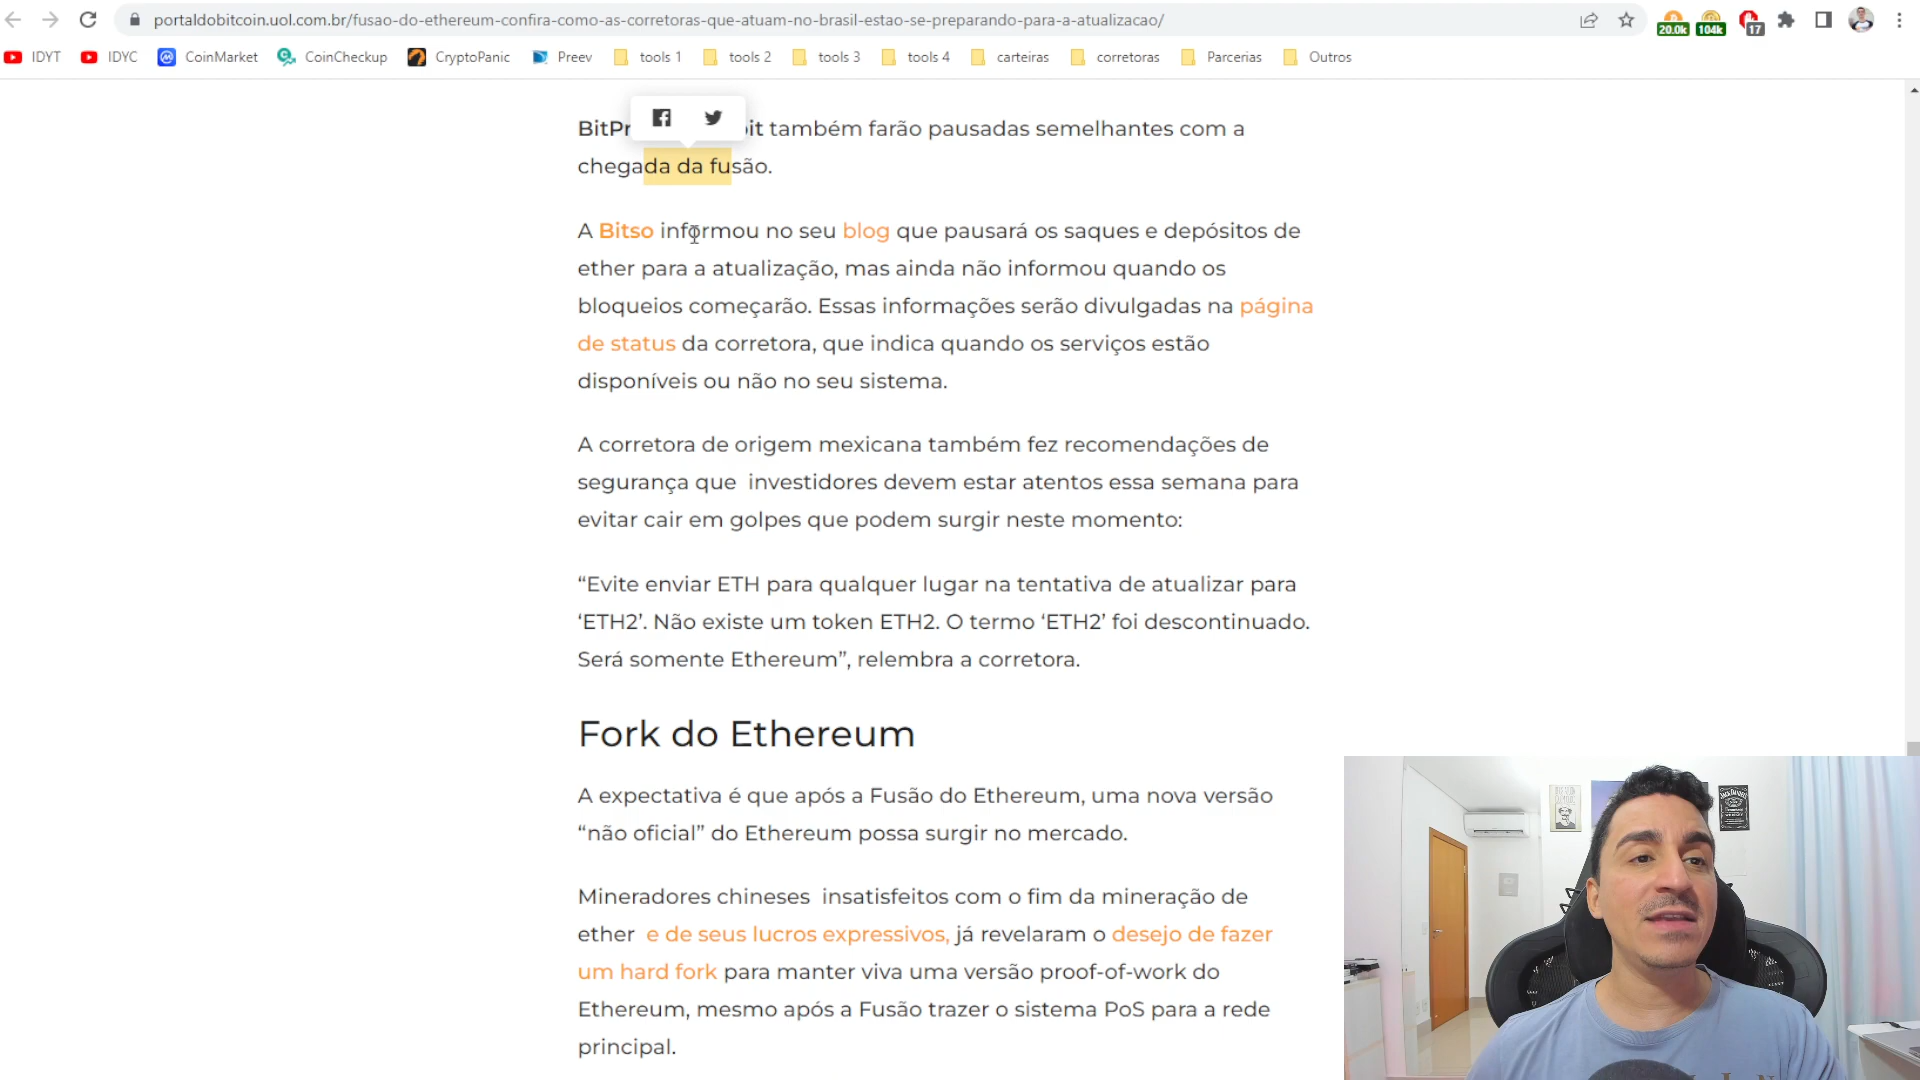 portaldobitcoin.uol.com.br/fusao-do-ethereum-confira-como-as-corretoras-que-atuam-no-brasil-estao-se-preparando-para-a-atualizacao/
20.0k 104k 17
IDYT IDYC CoinMarket CoinCheckup CryptoPanic Preev tools 1 tools 2 tools 3 tools 4 carteiras corretoras Parcerias Outros
também farão pausadas semelhantes com a
chegada da fusão.
A Bitso informou no seu blog que pausará os saques e depósitos de
ether para a atualização, mas ainda não informou quando os
bloqueios começarão. Essas informações serão divulgadas na página
de status da corretora, que indica quando os serviços estão
disponíveis ou não no seu sistema.
A corretora de origem mexicana também fez recomendações de
segurança que investidores devem estar atentos essa semana para
evitar cair em golpes que podem surgir neste momento:
“Evite enviar ETH para qualquer lugar na tentativa de atualizar para
‘ETH2’. Não existe um token ETH2. O termo ‘ETH2’ foi descontinuado.
Será somente Ethereum”, relembra a corretora.
Fork do Ethereum
A expectativa é que após a Fusão do Ethereum, uma nova versão
“não oficial” do Ethereum possa surgir no mercado.
Mineradores chineses insatisfeitos com o fim da mineração de
ether e de seus lucros expressivos, já revelaram o desejo de fazer
um hard fork para manter viva uma versão proof-of-work do
Ethereum, mesmo após a Fusão trazer o sistema PoS para a rede
principal.